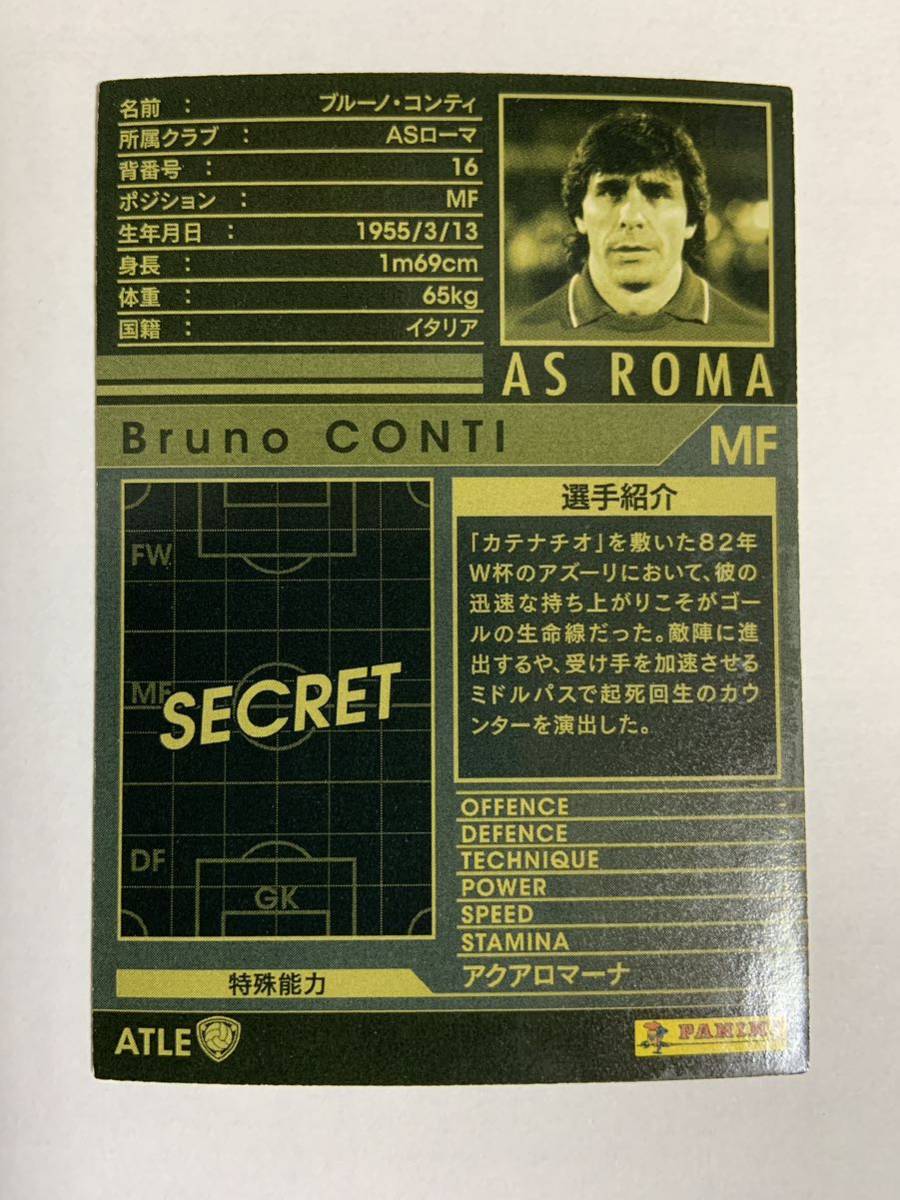 名前 : ブルーノ・コンティ
所属クラブ : ASローマ
背番号 : 16
ポジション : MF
生年月日 : 1955/3/13
身長 : 1m69cm
体重 : 65kg
国籍 : イタリア
AS ROMA
Bruno CONTI
MF
FW
MF
SECRET
DF
GK
選手紹介
「カテナチオ」を敷いた82年
W杯のアズーリにおいて、彼の
迅速な持ち上がりこそがゴー
ルの生命線だった。敵陣に進
出するや、受け手を加速させる
ミドルパスで起死回生のカウ
ンターを演出した。
OFFENCE
DEFENCE
TECHNIQUE
POWER
SPEED
STAMINA
特殊能力
アクアロマーナ
ATLE
PANINI